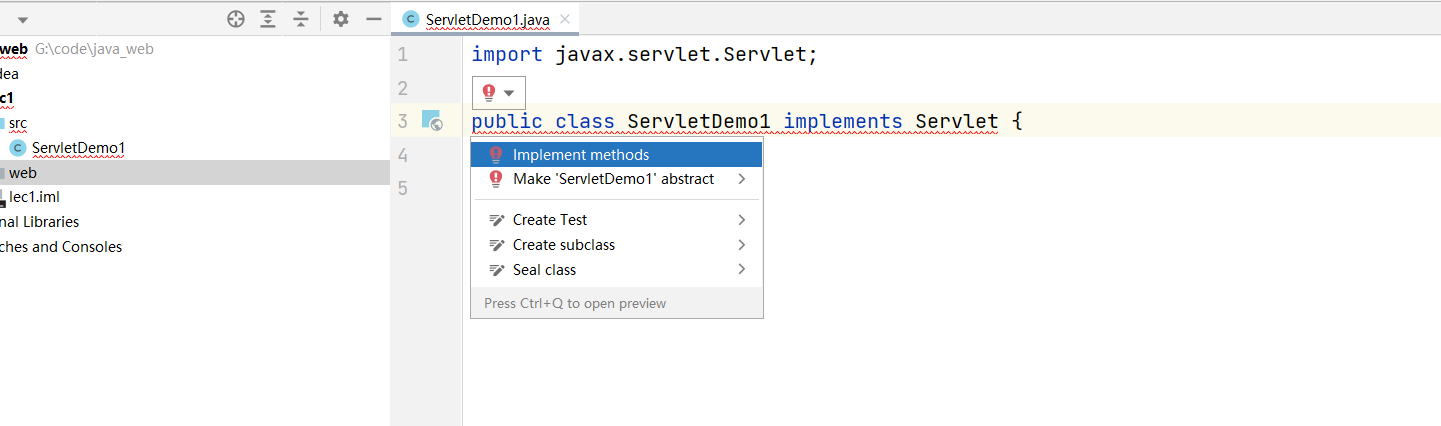 ServletDemo1.java
web G:\code\java_web
dea
c1
src
ServletDemo1
web
lec1.iml
nal Libraries
ches and Consoles
1 import javax.servlet.Servlet;
2
3 public class ServletDemo1 implements Servlet {
4
5
Implement methods
Make 'ServletDemo1' abstract
Create Test
Create subclass
Seal class
Press Ctrl+Q to open preview